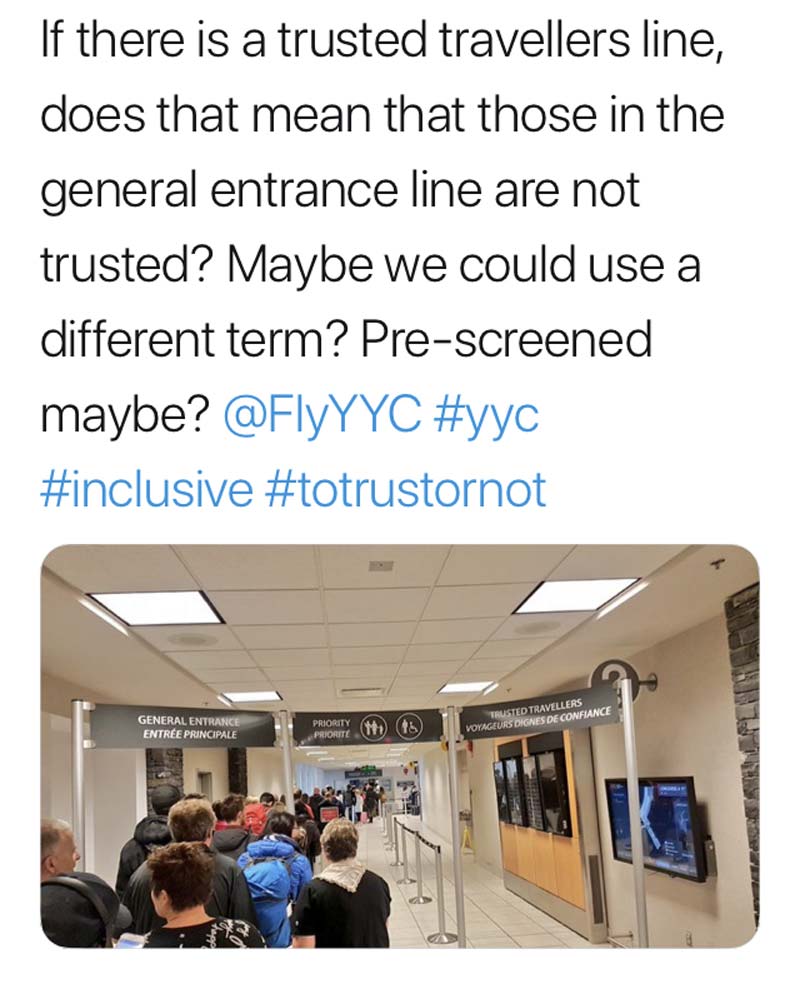 If there is a trusted travellers line,
does that mean that those in the
general entrance line are not
trusted? Maybe we could use a
different term? Pre-screened
maybe? @FlyYYC #yyc
#inclusive #totrustornot
GENERAL ENTRANCE
ENTRÉE PRINCIPALE
PRIORITY
PRIORITÉ
TRUSTED TRAVELLERS
VOYAGEURS DIGNES DE CONFIANCE
?